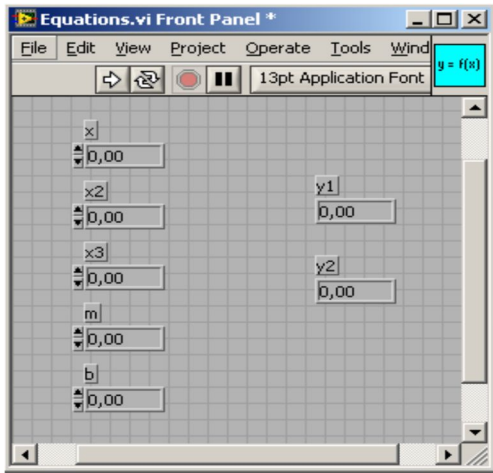 Equations.vi Front Panel *
File Edit View Project Operate Tools Wind
13pt Application Font
y = f(x)
x
0,00
x2
0,00
y1
0,00
x3
0,00
y2
0,00
m
0,00
b
0,00